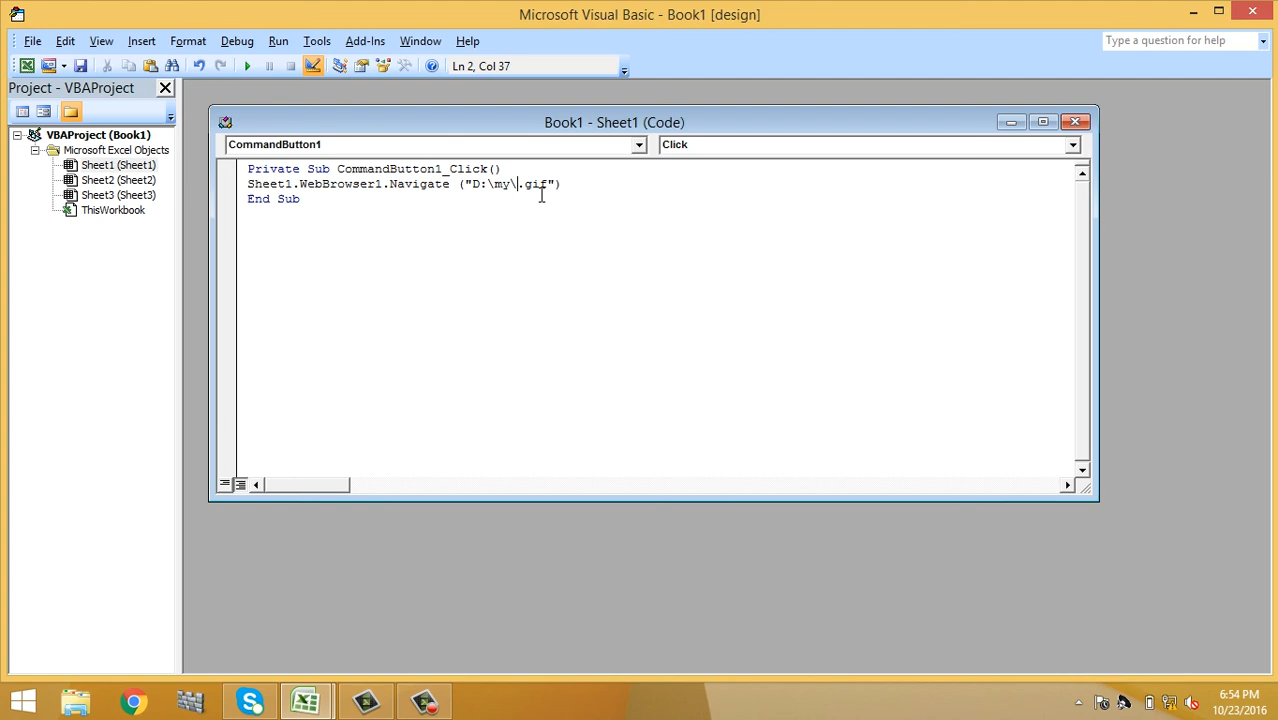 Microsoft Visual Basic - Book1 [design]
File Edit View Insert Format Debug Run Tools Add-Ins Window Help
Type a question for help
Ln 2, Col 37
Project - VBAProject
VBAProject (Book1)
Microsoft Excel Objects
Sheet1 (Sheet1)
Sheet2 (Sheet2)
Sheet3 (Sheet3)
ThisWorkbook
Book1 - Sheet1 (Code)
CommandButton1
Click
Private Sub CommandButton1_Click()
Sheet1.WebBrowser1.Navigate ("D:\my\.gif")
End Sub
6:54 PM
10/23/2016